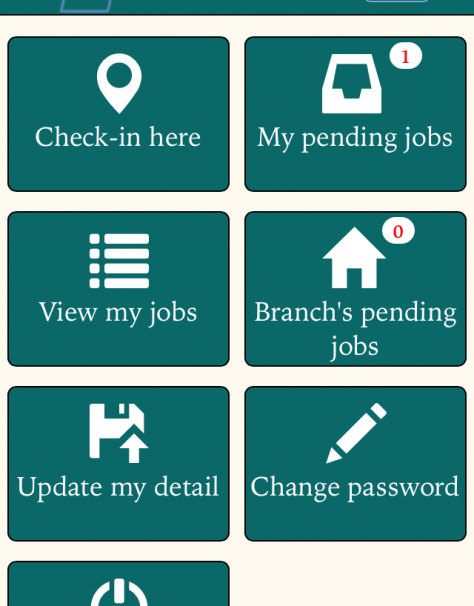 Check-in here
1
My pending jobs
View my jobs
0
Branch's pending
jobs
Update my detail
Change password